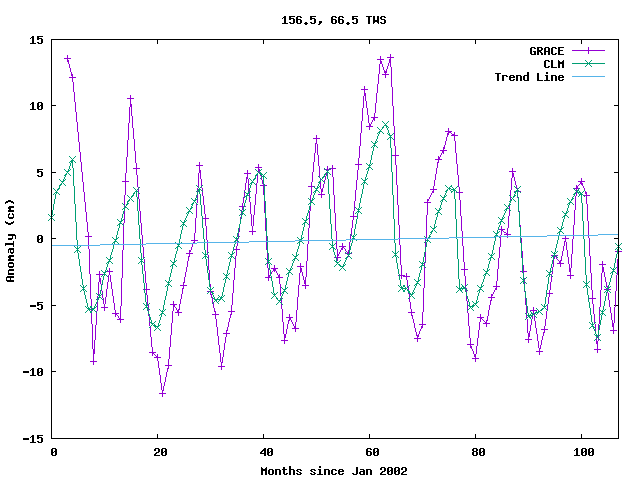 156.5, 66.5 TWS
GRACE
CLM
Trend Line
15
10
5
0
-5
-10
-15
Anomaly (cm)
0 20 40 60 80 100
Months since Jan 2002